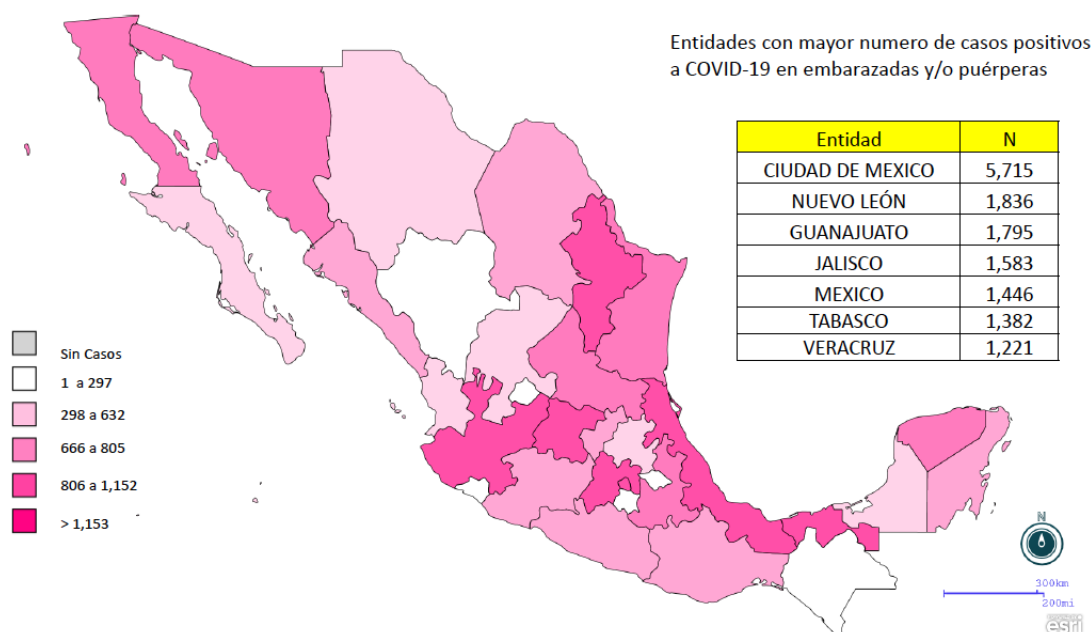 Entidades con mayor numero de casos positivos
a COVID-19 en embarazadas y/o puérperas
Entidad N
CIUDAD DE MEXICO 5,715
NUEVO LEÓN 1,836
GUANAJUATO 1,795
JALISCO 1,583
MEXICO 1,446
TABASCO 1,382
VERACRUZ 1,221
Sin Casos
1 a 297
298 a 632
666 a 805
806 a 1,152
> 1,153
N
300km
200mi
esri